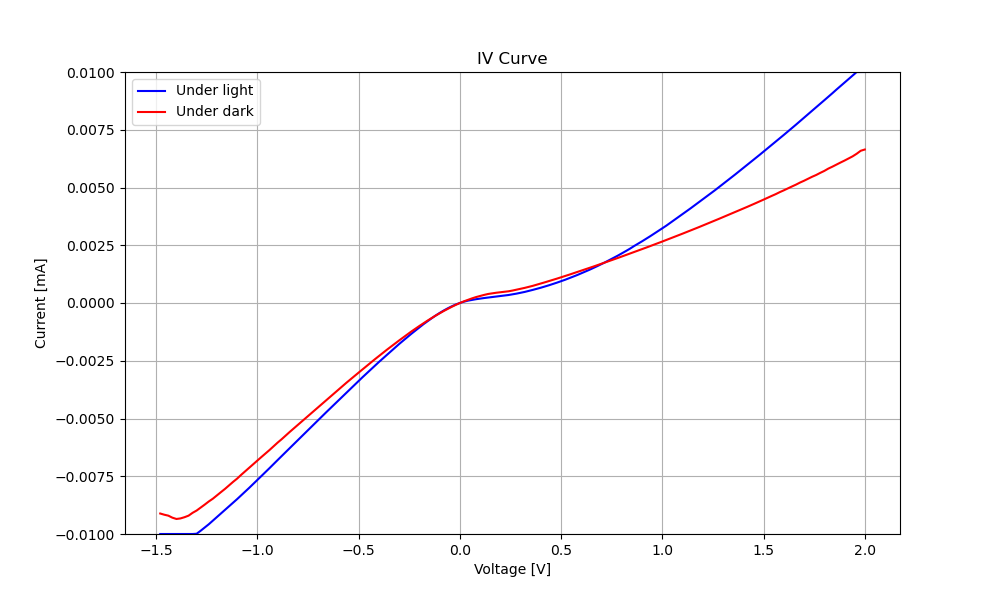 IV Curve
Under light
Under dark
0.0100
0.0075
0.0050
0.0025
0.0000
−0.0025
−0.0050
−0.0075
−0.0100
Current [mA]
−1.5 −1.0 −0.5 0.0 0.5 1.0 1.5 2.0
Voltage [V]